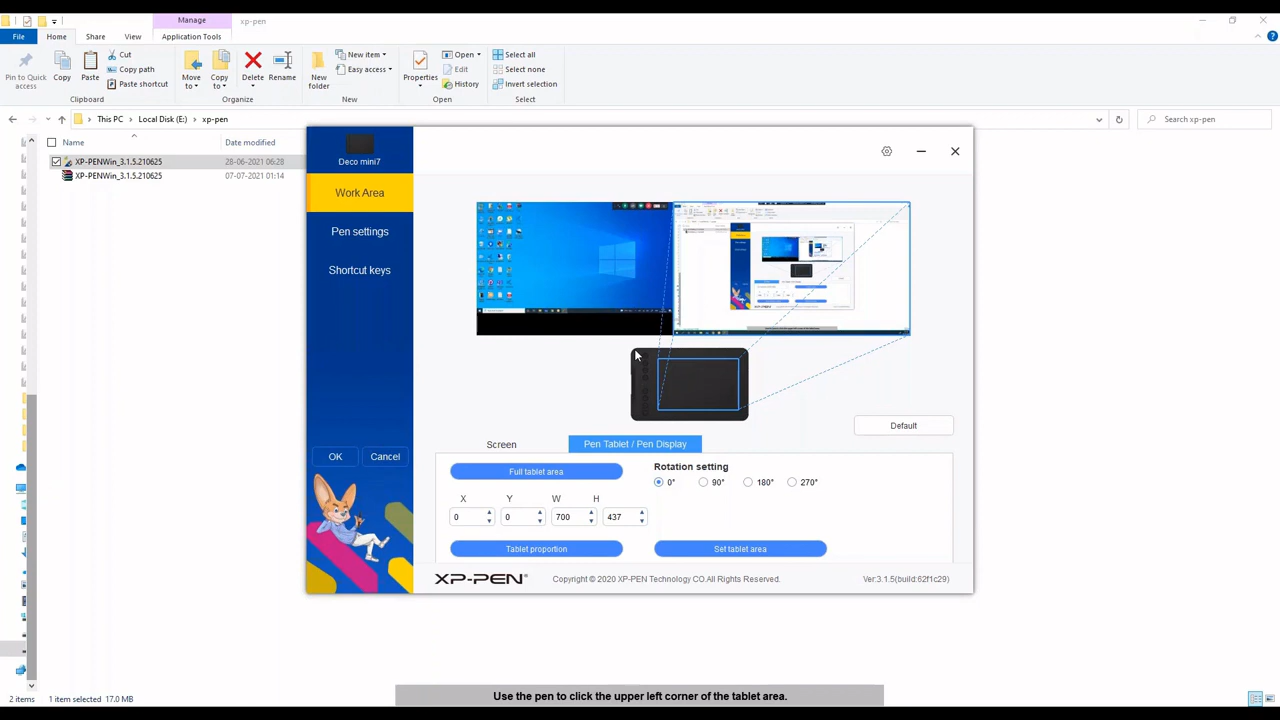 Manage
xp-pen
File
Home
Share
View
Application Tools
Pin to Quick access
Copy
Paste
Cut
Copy path
Paste shortcut
Clipboard
Move to
Copy to
Delete
Rename
Organize
New folder
New item
Easy access
New
Properties
Open
Edit
History
Open
Select all
Select none
Invert selection
Select
This PC
Local Disk (E:)
xp-pen
Search xp-pen
Name
Date modified
XP-PENWin_3.1.5.210625
28-06-2021 06:28
XP-PENWin_3.1.5.210625
07-07-2021 01:14
Deco mini7
Work Area
Pen settings
Shortcut keys
OK
Cancel
Default
Screen
Pen Tablet / Pen Display
Full tablet area
X
Y
W
H
0
0
700
437
Tablet proportion
Rotation setting
0°
90°
180°
270°
Set tablet area
XP-PEN®
Copyright © 2020 XP-PEN Technology CO.All Rights Reserved.
Ver:3.1.5(build:62f1c29)
2 items
1 item selected 17.0 MB
Use the pen to click the upper left corner of the tablet area.